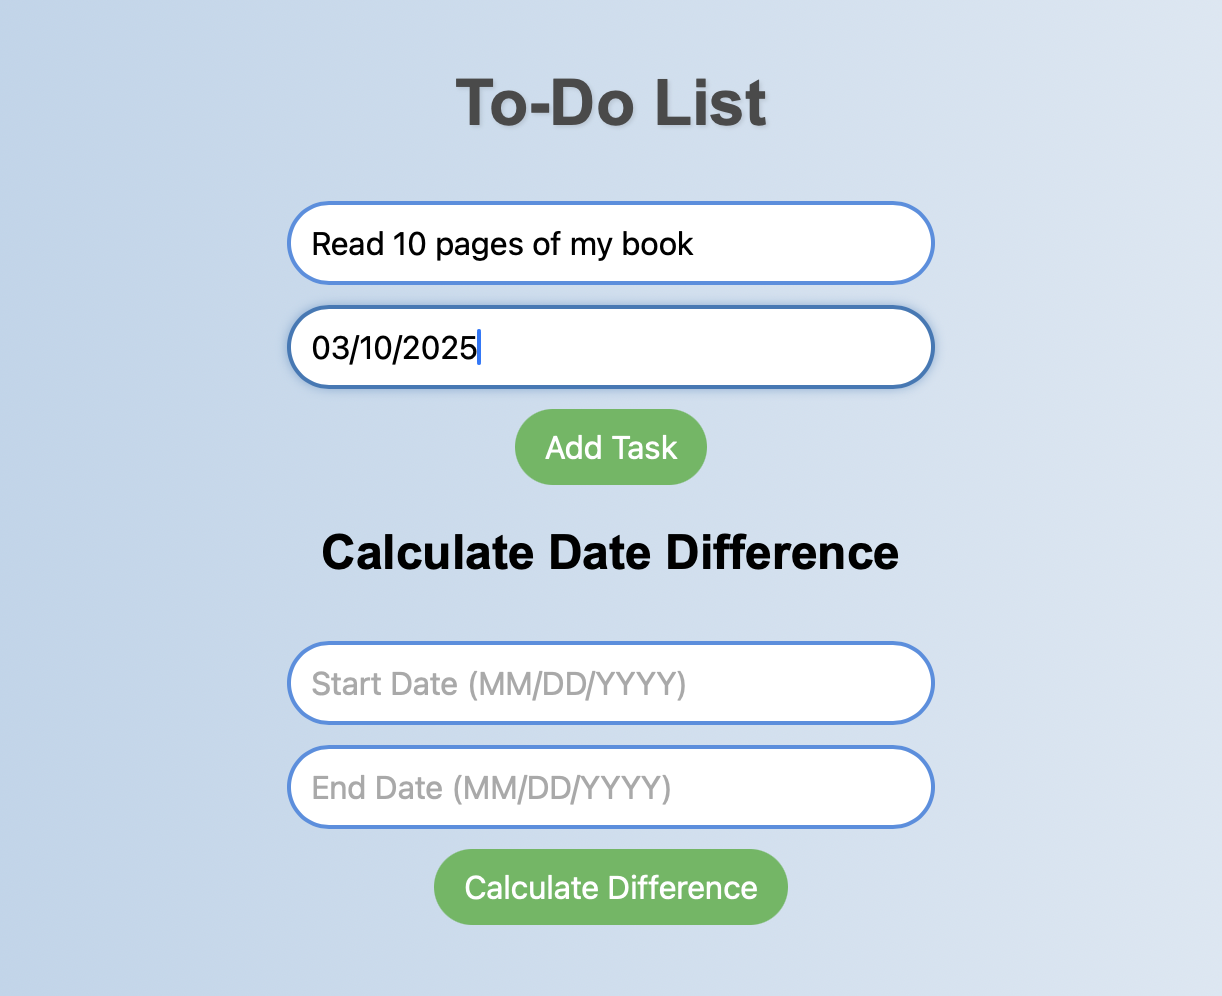 To-Do List
Read 10 pages of my book
03/10/2025
Add Task
Calculate Date Difference
Start Date (MM/DD/YYYY)
End Date (MM/DD/YYYY)
Calculate Difference